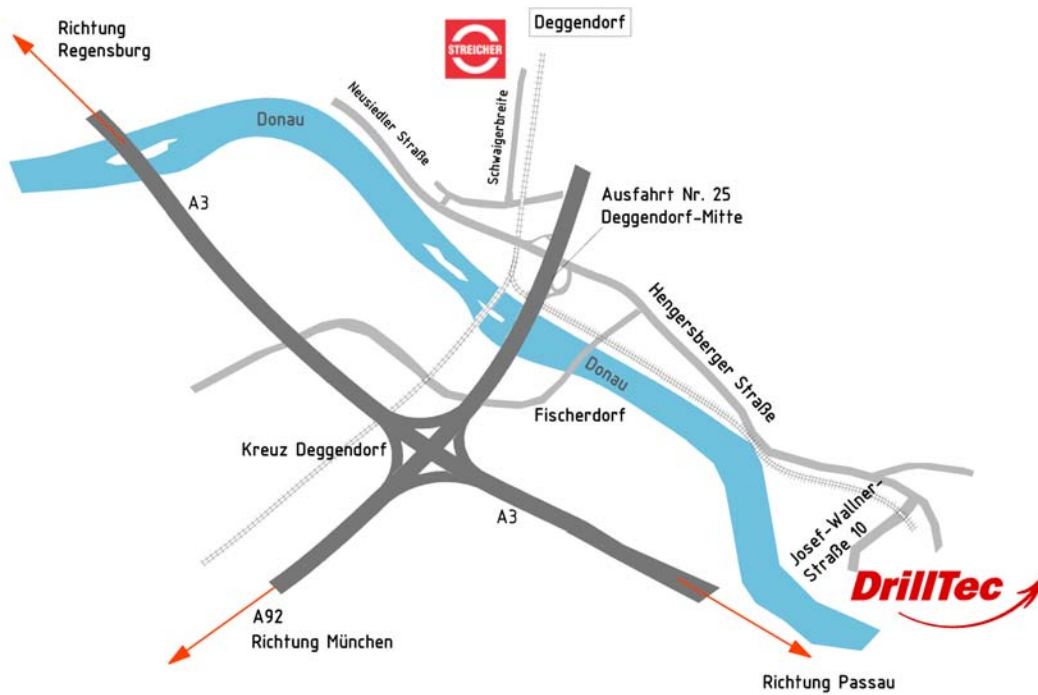 Richtung
Regensburg
STREICHER
Deggendorf
Donau
Neusiedler Straße
Schwaigerbreite
A3
Ausfahrt Nr. 25
Deggendorf-Mitte
Hengersberger Straße
Donau
Fischerdorf
Kreuz Deggendorf
A3
Josef-Wallner-
Straße 10
DrillTec
A92
Richtung München
Richtung Passau